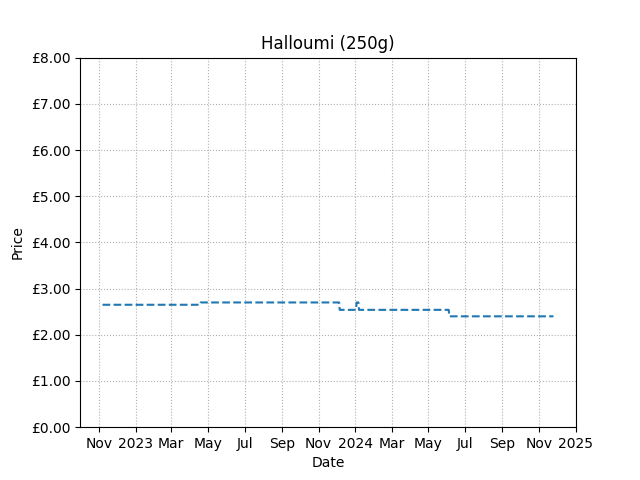 Halloumi (250g)
£8.00
£7.00
£6.00
£5.00
£4.00
£3.00
£2.00
£1.00
£0.00
Price
Nov 2023 Mar May Jul Sep Nov 2024 Mar May Jul Sep Nov 2025
Date